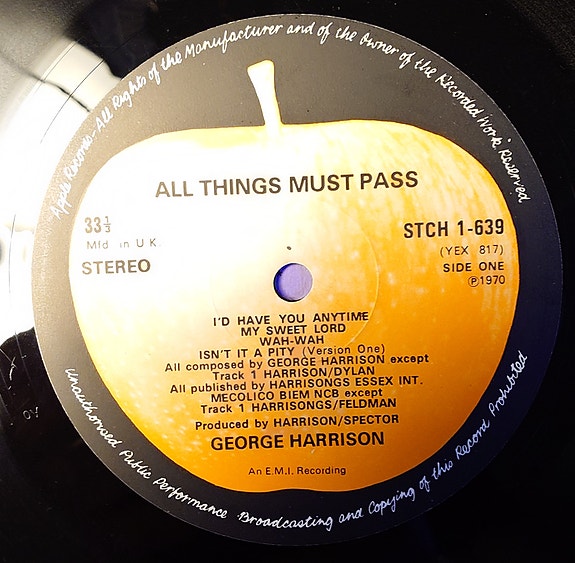 Apple Records-All Rights of the Manufacturer and of the Owner of the Recorded Work Reserved
ALL THINGS MUST PASS
33⅓
Mfd in U.K.
STEREO
STCH 1-639
(YEX 817)
SIDE ONE
℗1970
I'D HAVE YOU ANYTIME
MY SWEET LORD
WAH-WAH
ISN'T IT A PITY (Version One)
All composed by GEORGE HARRISON except
Track 1 HARRISON/DYLAN
All published by HARRISONGS ESSEX INT.
MECOLICO BIEM NCB except
Track 1 HARRISONGS/FELDMAN
Produced by HARRISON/SPECTOR
GEORGE HARRISON
An E.M.I. Recording
Unauthorised Public Performance Broadcasting and Copying of this Record Prohibited